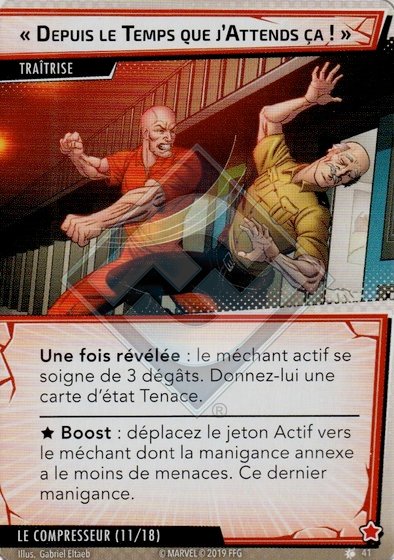 « Depuis le Temps que j'Attends ça ! »
TRAÎTRISE
Une fois révélée : le méchant actif se
soigne de 3 dégâts. Donnez-lui une
carte d'état Tenace.
★ Boost : déplacez le jeton Actif vers
le méchant dont la manigance annexe
a le moins de menaces. Ce dernier
manigance.
LE COMPRESSEUR (11/18)
Illus. Gabriel Eltaeb
© MARVEL © 2019 FFG
41
®